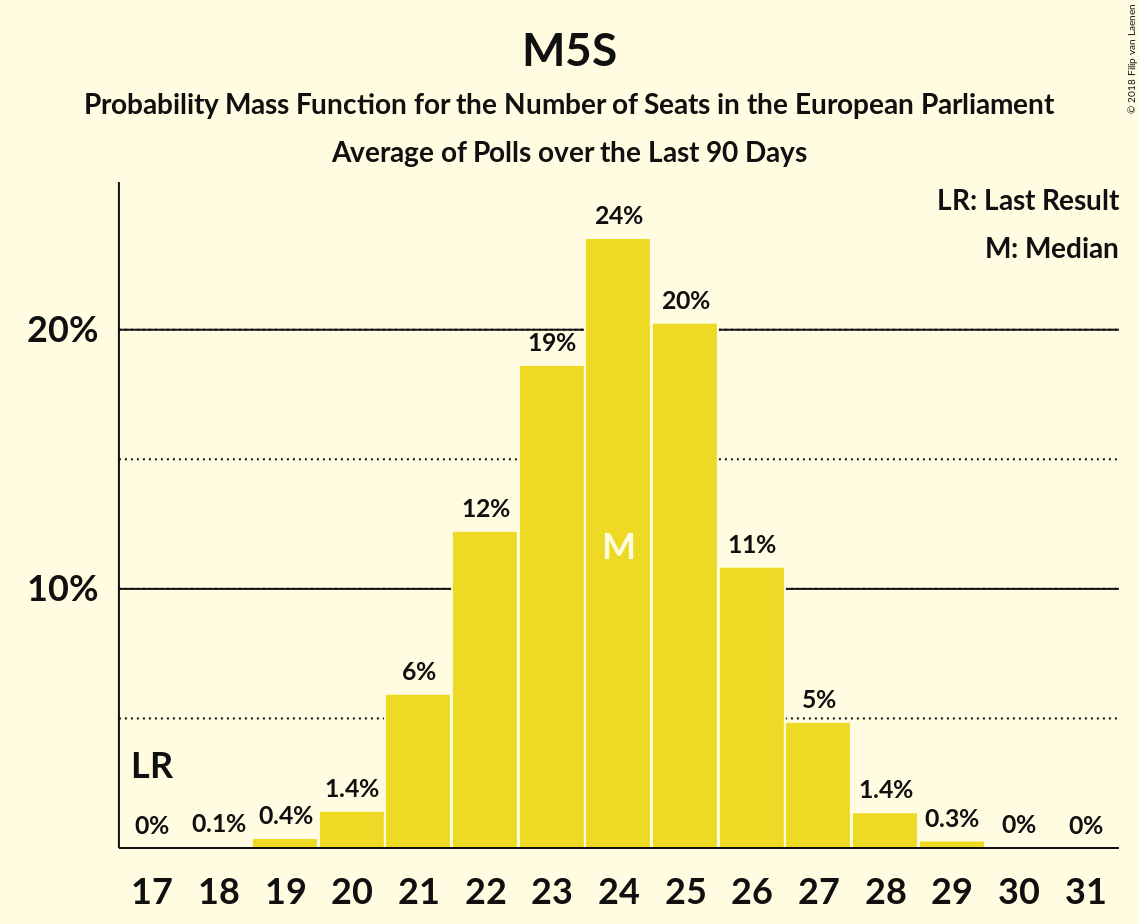 M5S
Probability Mass Function for the Number of Seats in the European Parliament
Average of Polls over the Last 90 Days
© 2018 Filip van Laenen
LR: Last Result
M: Median
20%
10%
24%
20%
19%
12%
11%
6%
5%
1.4%
1.4%
0.4%
0.3%
0.1%
0%
0%
0%
LR
M
17 18 19 20 21 22 23 24 25 26 27 28 29 30 31